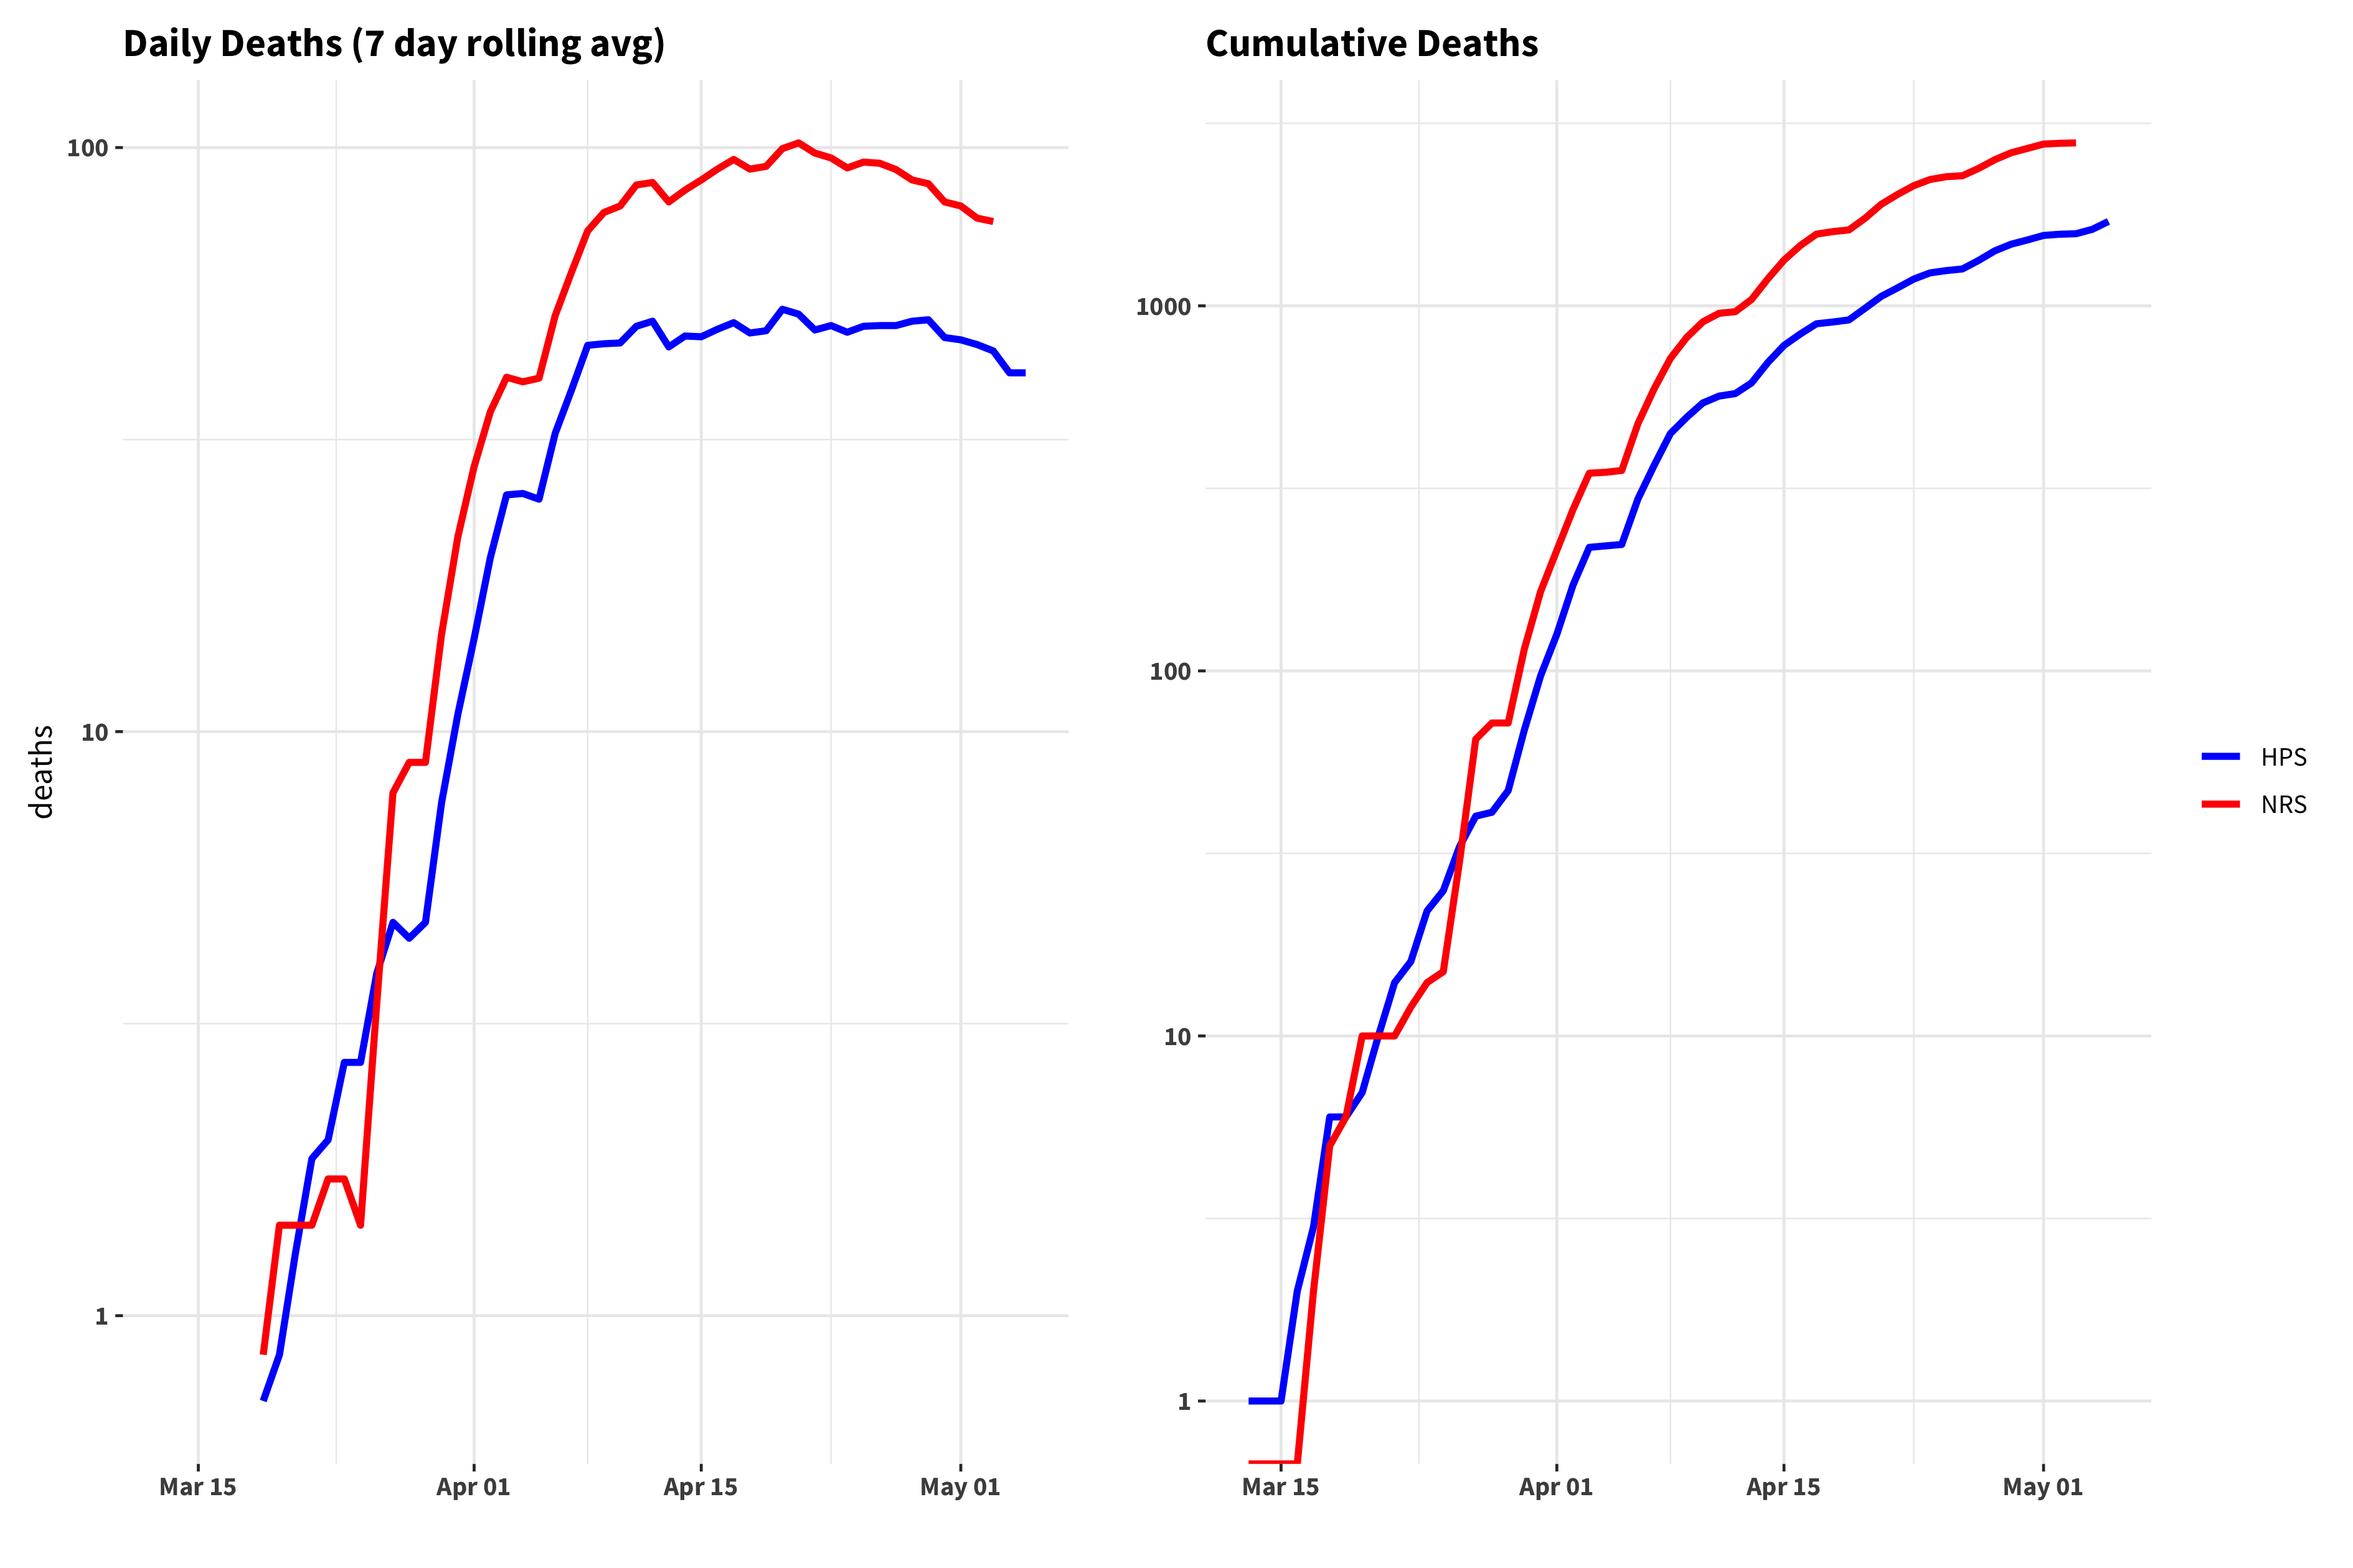 Daily Deaths (7 day rolling avg)
deaths
100
10
1
Mar 15
Apr 01
Apr 15
May 01
Cumulative Deaths
1000
100
10
1
Mar 15
Apr 01
Apr 15
May 01
HPS
NRS